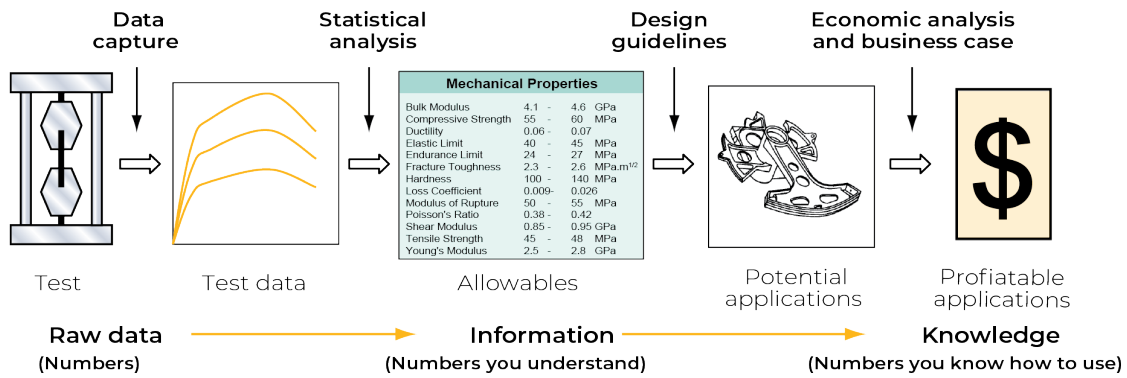 Data
capture
Statistical
analysis
Design
guidelines
Economic analysis
and business case
Mechanical Properties
Bulk Modulus 4.1 - 4.6 GPa
Compressive Strength 55 - 60 MPa
Ductility 0.06 - 0.07
Elastic Limit 40 - 45 MPa
Endurance Limit 24 - 27 MPa
Fracture Toughness 2.3 - 2.6 MPa.m1/2
Hardness 100 - 140 MPa
Loss Coefficient 0.009- 0.026
Modulus of Rupture 50 - 55 MPa
Poisson's Ratio 0.38 - 0.42
Shear Modulus 0.85 - 0.95 GPa
Tensile Strength 45 - 48 MPa
Young's Modulus 2.5 - 2.8 GPa
$
Test
Test data
Allowables
Potential
applications
Profiatable
applications
Raw data
(Numbers)
Information
(Numbers you understand)
Knowledge
(Numbers you know how to use)